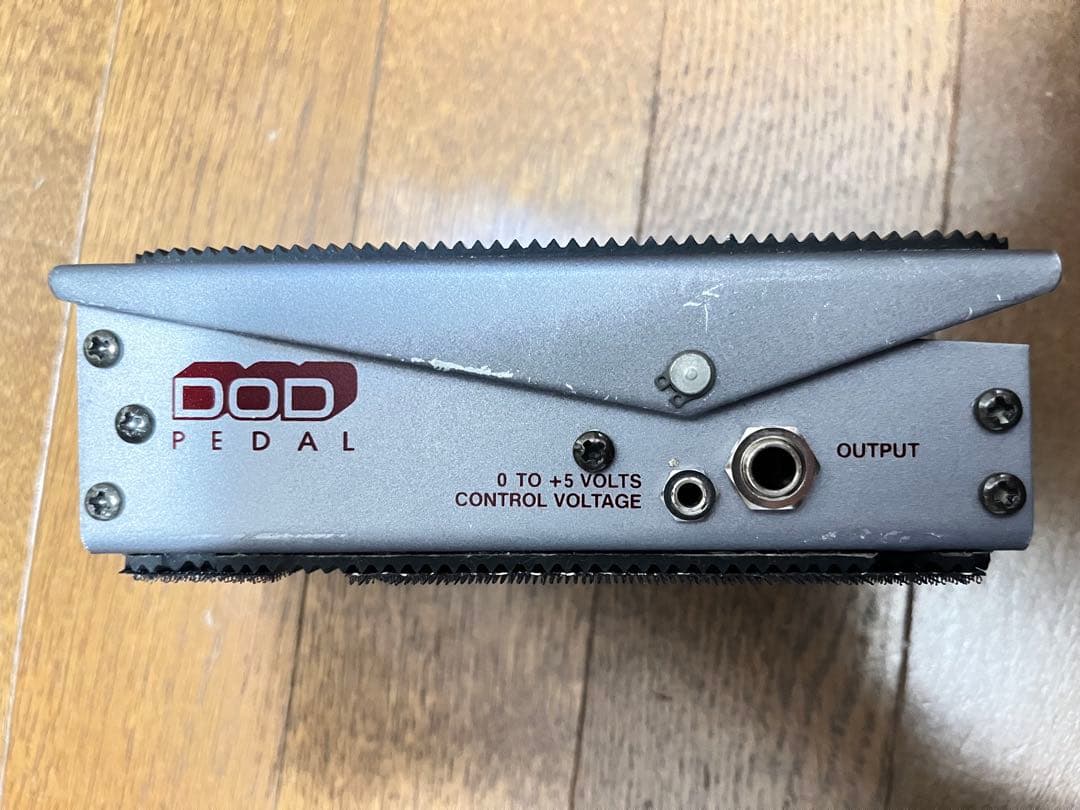 DOD
PEDAL
0 TO +5 VOLTS
CONTROL VOLTAGE
OUTPUT